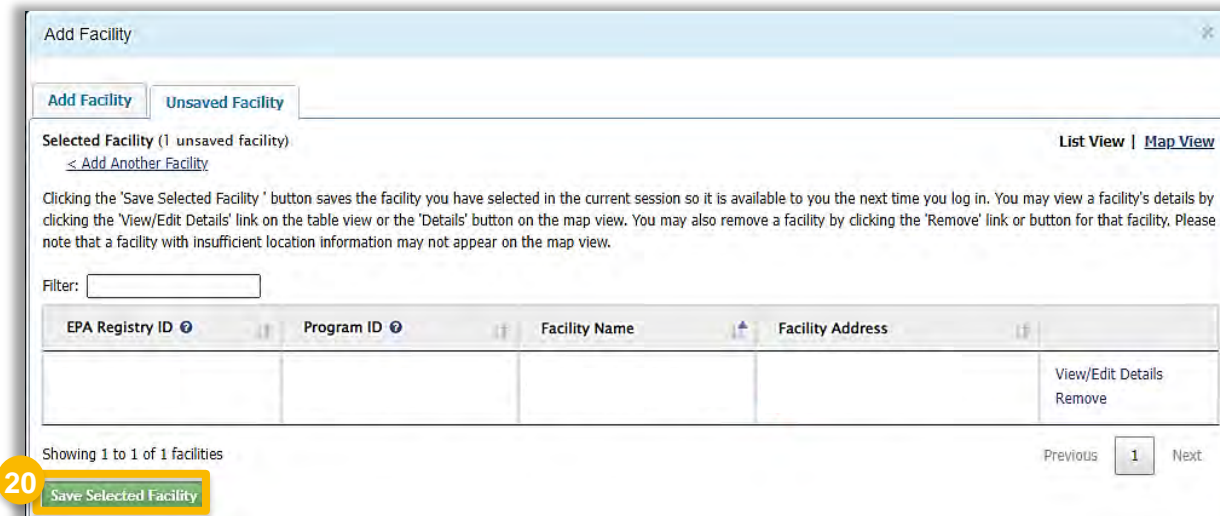 Add Facility
Add Facility
Unsaved Facility
Selected Facility (1 unsaved facility)
List View | Map View
< Add Another Facility
Clicking the 'Save Selected Facility ' button saves the facility you have selected in the current session so it is available to you the next time you log in. You may view a facility's details by
clicking the 'View/Edit Details' link on the table view or the 'Details' button on the map view. You may also remove a facility by clicking the 'Remove' link or button for that facility. Please
note that a facility with insufficient location information may not appear on the map view.
Filter:
EPA Registry ID Program ID Facility Name Facility Address
View/Edit Details
Remove
Showing 1 to 1 of 1 facilities
Previous 1 Next
20
Save Selected Facility